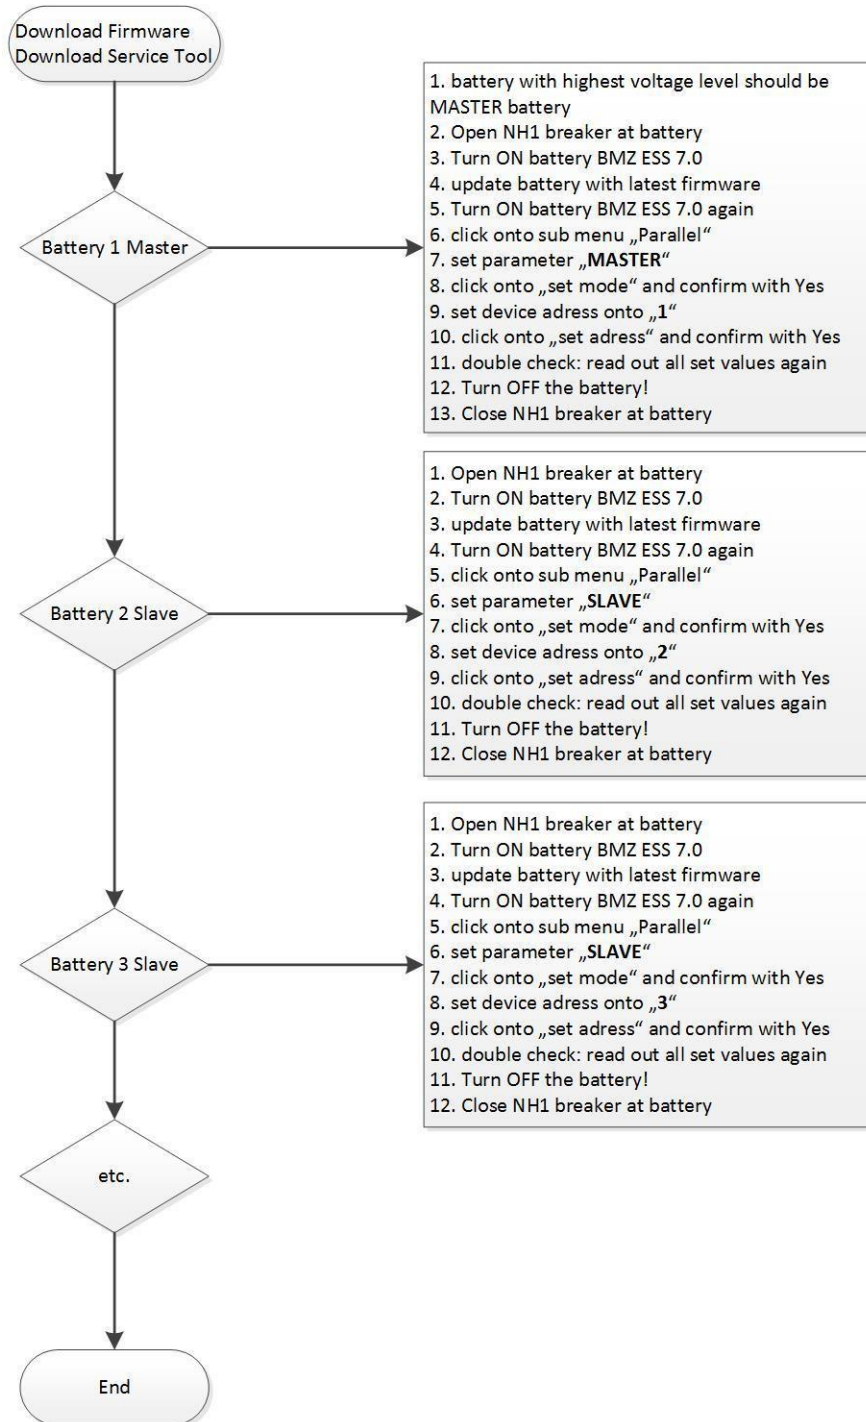 Download Firmware
Download Service Tool
Battery 1 Master
1. battery with highest voltage level should be
MASTER battery
2. Open NH1 breaker at battery
3. Turn ON battery BMZ ESS 7.0
4. update battery with latest firmware
5. Turn ON battery BMZ ESS 7.0 again
6. click onto sub menu „Parallel“
7. set parameter „MASTER“
8. click onto „set mode“ and confirm with Yes
9. set device adress onto „1“
10. click onto „set adress“ and confirm with Yes
11. double check: read out all set values again
12. Turn OFF the battery!
13. Close NH1 breaker at battery
Battery 2 Slave
1. Open NH1 breaker at battery
2. Turn ON battery BMZ ESS 7.0
3. update battery with latest firmware
4. Turn ON battery BMZ ESS 7.0 again
5. click onto sub menu „Parallel“
6. set parameter „SLAVE“
7. click onto „set mode“ and confirm with Yes
8. set device adress onto „2“
9. click onto „set adress“ and confirm with Yes
10. double check: read out all set values again
11. Turn OFF the battery!
12. Close NH1 breaker at battery
Battery 3 Slave
1. Open NH1 breaker at battery
2. Turn ON battery BMZ ESS 7.0
3. update battery with latest firmware
4. Turn ON battery BMZ ESS 7.0 again
5. click onto sub menu „Parallel“
6. set parameter „SLAVE“
7. click onto „set mode“ and confirm with Yes
8. set device adress onto „3“
9. click onto „set adress“ and confirm with Yes
10. double check: read out all set values again
11. Turn OFF the battery!
12. Close NH1 breaker at battery
etc.
End